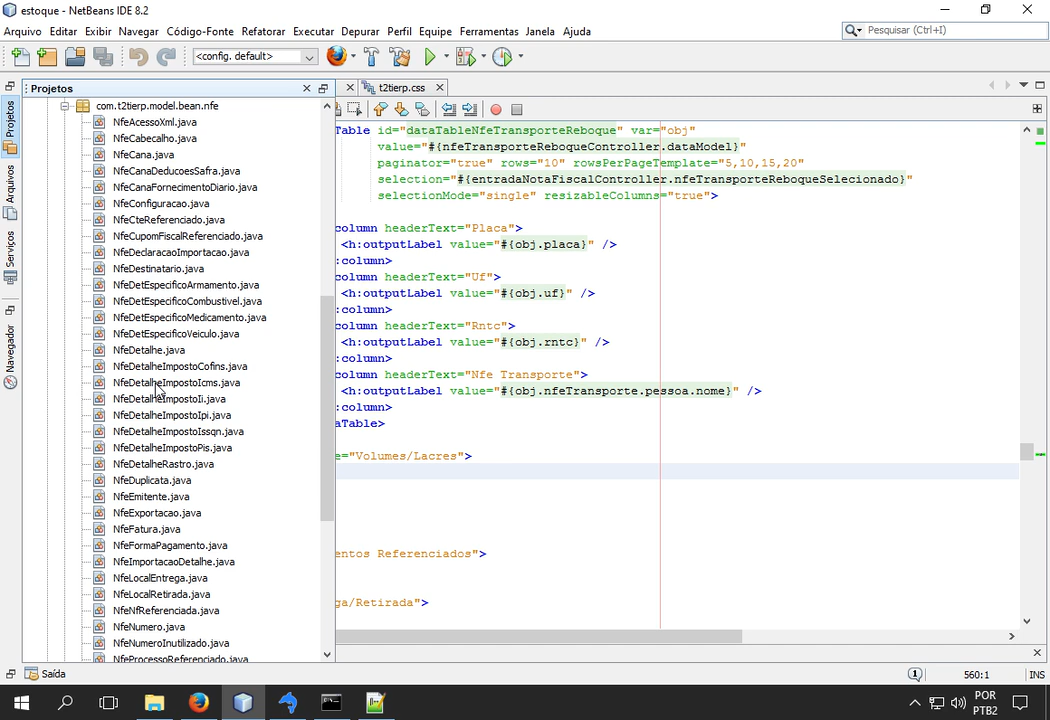 estoque - NetBeans IDE 8.2
Arquivo Editar Exibir Navegar Código-Fonte Refatorar Executar Depurar Perfil Equipe Ferramentas Janela Ajuda
Pesquisar (Ctrl+I)
<config. default>
Projetos
t2tierp.css
Projetos
Arquivos
Serviços
Navegador
com.t2tierp.model.bean.nfe
NfeAcessoXml.java
NfeCabecalho.java
NfeCana.java
NfeCanaDeducoesSafra.java
NfeCanaFornecimentoDiario.java
NfeConfiguracao.java
NfeCteReferenciado.java
NfeCupomFiscalReferenciado.java
NfeDeclaracaoImportacao.java
NfeDestinatario.java
NfeDetEspecificoArmamento.java
NfeDetEspecificoCombustivel.java
NfeDetEspecificoMedicamento.java
NfeDetEspecificoVeiculo.java
NfeDetalhe.java
NfeDetalheImpostoCofins.java
NfeDetalheImpostoIcms.java
NfeDetalheImpostoIi.java
NfeDetalheImpostoIpi.java
NfeDetalheImpostoIssqn.java
NfeDetalheImpostoPis.java
NfeDetalheRastro.java
NfeDuplicata.java
NfeEmitente.java
NfeExportacao.java
NfeFatura.java
NfeFormaPagamento.java
NfeImportacaoDetalhe.java
NfeLocalEntrega.java
NfeLocalRetirada.java
NfeNfReferenciada.java
NfeNumero.java
NfeNumeroInutilizado.java
NfeProcessoReferenciado.java
Table id="dataTableNfeTransporteReboque" var="obj"
value="#{nfeTransporteReboqueController.dataModel}"
paginator="true" rows="10" rowsPerPageTemplate="5,10,15,20"
selection="#{entradaNotaFiscalController.nfeTransporteReboqueSelecionado}"
selectionMode="single" resizableColumns="true">
column headerText="Placa">
<h:outputLabel value="#{obj.placa}" />
:column>
column headerText="Uf">
<h:outputLabel value="#{obj.uf}" />
:column>
column headerText="Rntc">
<h:outputLabel value="#{obj.rntc}" />
:column>
column headerText="Nfe Transporte">
<h:outputLabel value="#{obj.nfeTransporte.pessoa.nome}" />
:column>
aTable>
e="Volumes/Lacres">
entos Referenciados">
ga/Retirada">
Saída
1
560:1
INS
POR
PTB2